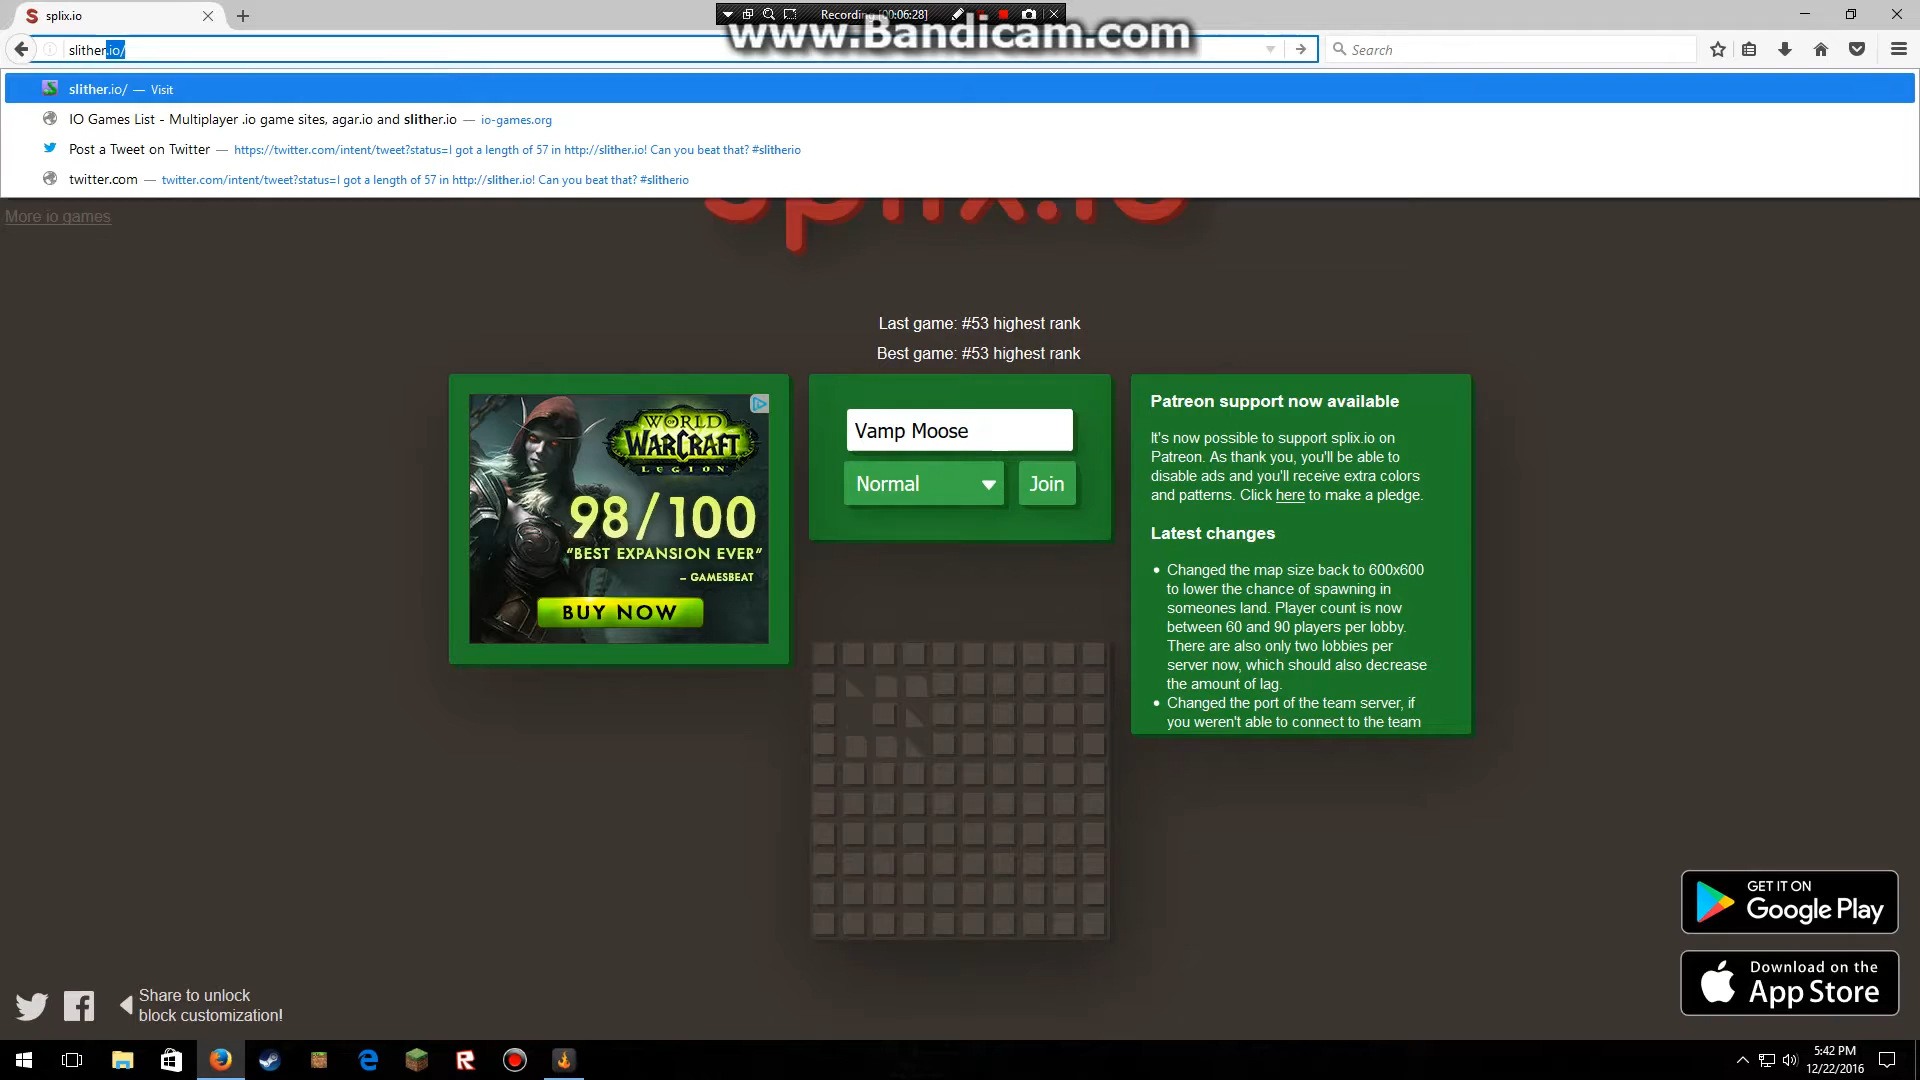 splix.io
Recording [00:06:28]
www.Bandicam.com
slither.io/
Search
slither.io/ — Visit
IO Games List - Multiplayer .io game sites, agar.io and slither.io — io-games.org
Post a Tweet on Twitter — https://twitter.com/intent/tweet?status=I got a length of 57 in http://slither.io! Can you beat that? #slitherio
twitter.com — twitter.com/intent/tweet?status=I got a length of 57 in http://slither.io! Can you beat that? #slitherio
More io games
splix.io
Last game: #53 highest rank
Best game: #53 highest rank
WORLD
WARCRAFT
LEGION
98/100
“BEST EXPANSION EVER”
– GAMESBEAT
BUY NOW
Vamp Moose
Normal
Join
Patreon support now available
It's now possible to support splix.io on
Patreon. As thank you, you'll be able to
disable ads and you'll receive extra colors
and patterns. Click here to make a pledge.
Latest changes
Changed the map size back to 600x600
to lower the chance of spawning in
someones land. Player count is now
between 60 and 90 players per lobby.
There are also only two lobbies per
server now, which should also decrease
the amount of lag.
Changed the port of the team server, if
you weren't able to connect to the team
GET IT ON
Google Play
Download on the
App Store
Share to unlock
block customization!
5:42 PM
12/22/2016